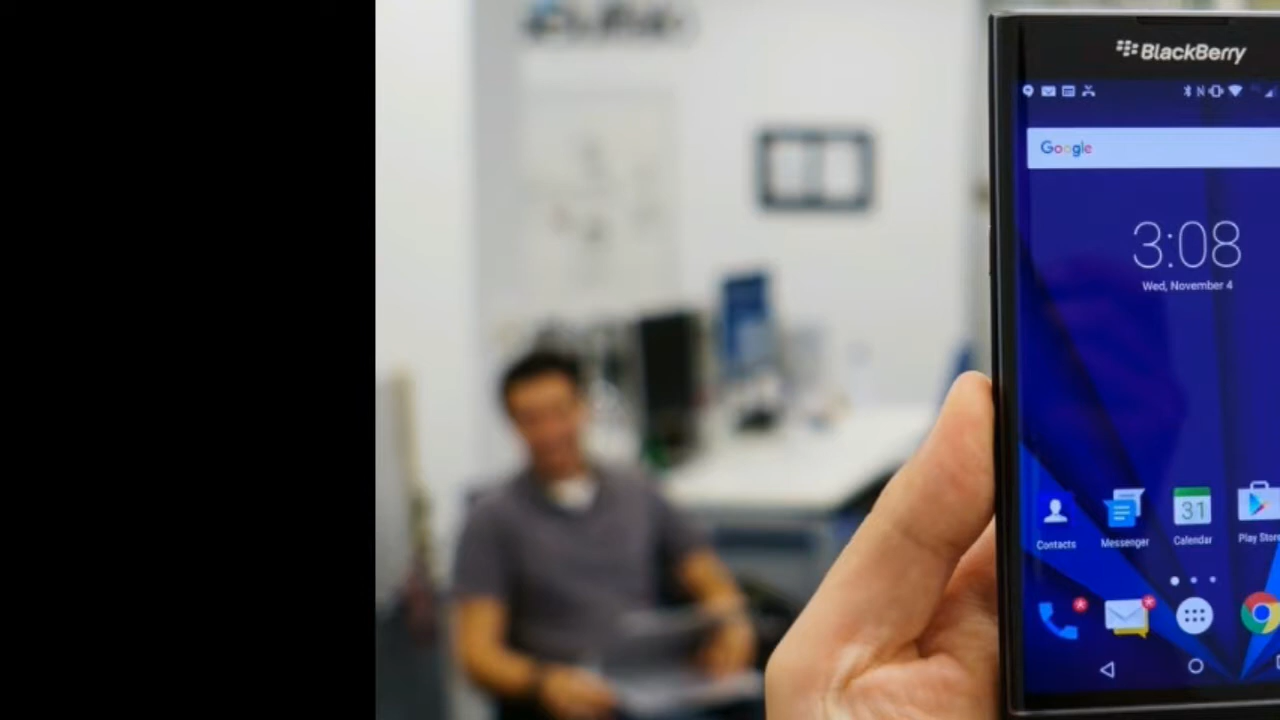 BlackBerry
Google
3:08
Wed, November 4
31
Contacts
Messenger
Calendar
Play Store